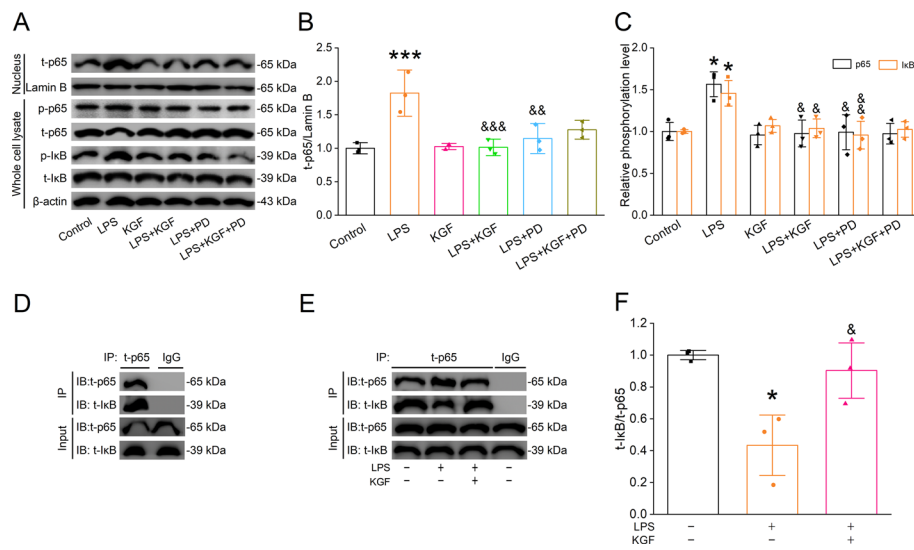 A
Nucleus
t-p65
-65 kDa
Lamin B
-65 kDa
Whole cell lysate
p-p65
-65 kDa
t-p65
-65 kDa
p-IκB
-39 kDa
t-IκB
-39 kDa
β-actin
-43 kDa
Control LPS KGF LPS+KGF LPS+PD LPS+KGF+PD
B
t-p65/Lamin B
2.0
1.5
1.0
0.5
0.0
***
&&&
&&
Control LPS KGF LPS+KGF LPS+PD LPS+KGF+PD
C
Relative phosphorylation level
2.0
1.5
1.0
0.5
0.0
p65 IκB
* *
& &
& &&
Control LPS KGF LPS+KGF LPS+PD LPS+KGF+PD
D
IP: t-p65 IgG
IP
IB:t-p65 -65 kDa
IB: t-IκB -39 kDa
Input
IB:t-p65 -65 kDa
IB: t-IκB -39 kDa
E
IP: t-p65 IgG
IP
IB:t-p65 -65 kDa
IB: t-IκB -39 kDa
Input
IB:t-p65 -65 kDa
IB: t-IκB -39 kDa
LPS − + + −
KGF − − + −
F
t-IκB/t-p65
1.2
1.0
0.8
0.6
0.4
0.2
0.0
*
&
LPS − + +
KGF − − +